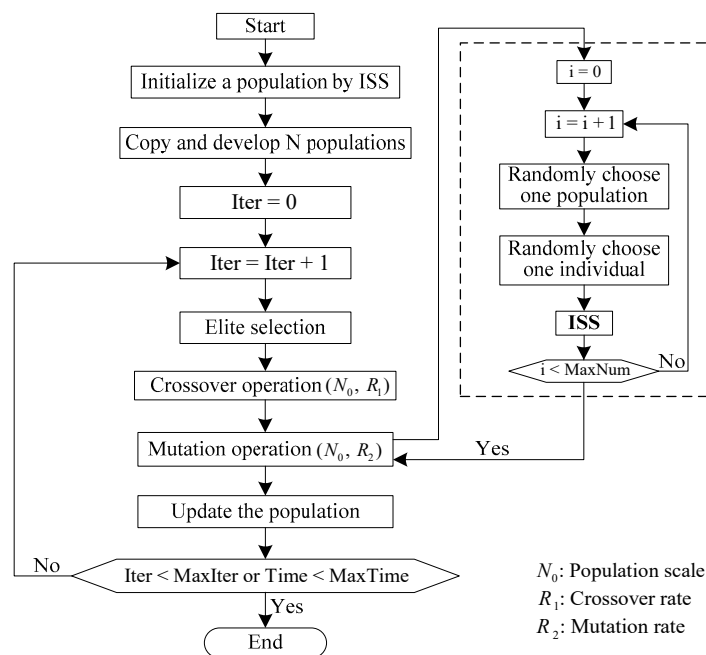 Start
Initialize a population by ISS
Copy and develop N populations
Iter = 0
Iter = Iter + 1
Elite selection
Crossover operation (N₀, R₁)
Mutation operation (N₀, R₂)
Update the population
No
Iter < MaxIter or Time < MaxTime
Yes
End
i = 0
i = i + 1
Randomly choose
one population
Randomly choose
one individual
ISS
i < MaxNum
No
Yes
N₀: Population scale
R₁: Crossover rate
R₂: Mutation rate